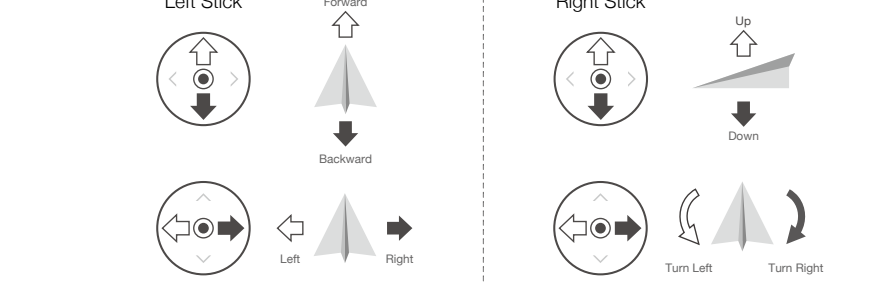 Left Stick
Forward
Backward
Left
Right
Right Stick
Up
Down
Turn Left
Turn Right